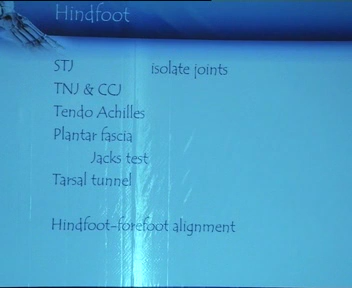 Hindfoot
STJ isolate joints
TNJ & CCJ
Tendo Achilles
Plantar fascia
Jacks test
Tarsal tunnel
Hindfoot-forefoot alignment